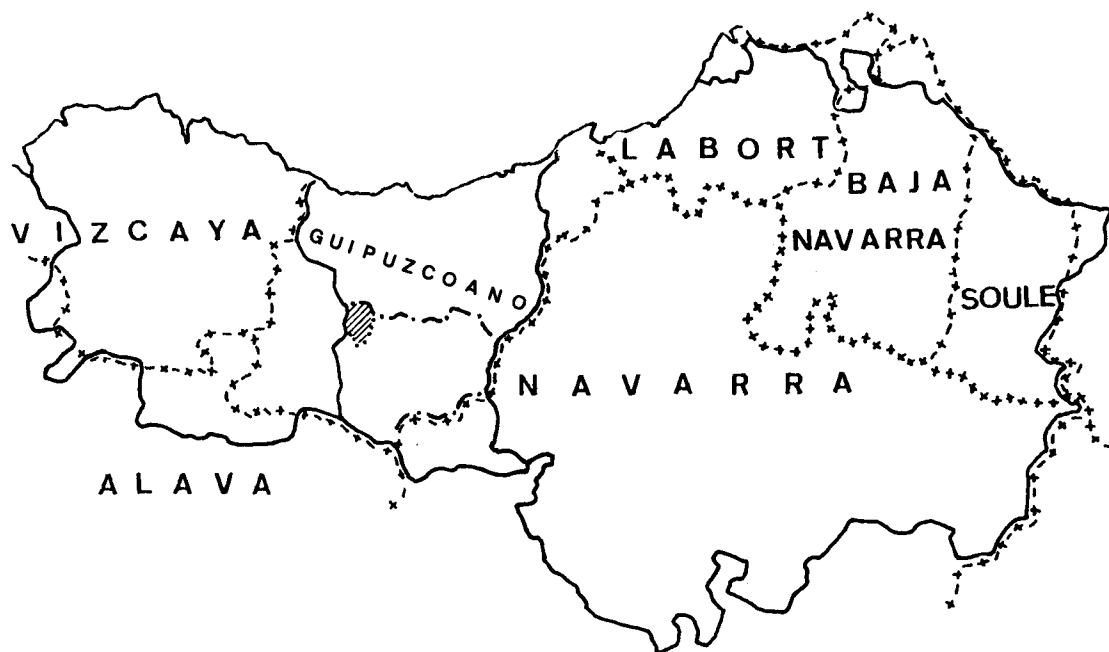 LABORT
BAJA
VIZCAYA
GUIPUZCOANO
NAVARRA
SOULE
NAVARRA
ALAVA